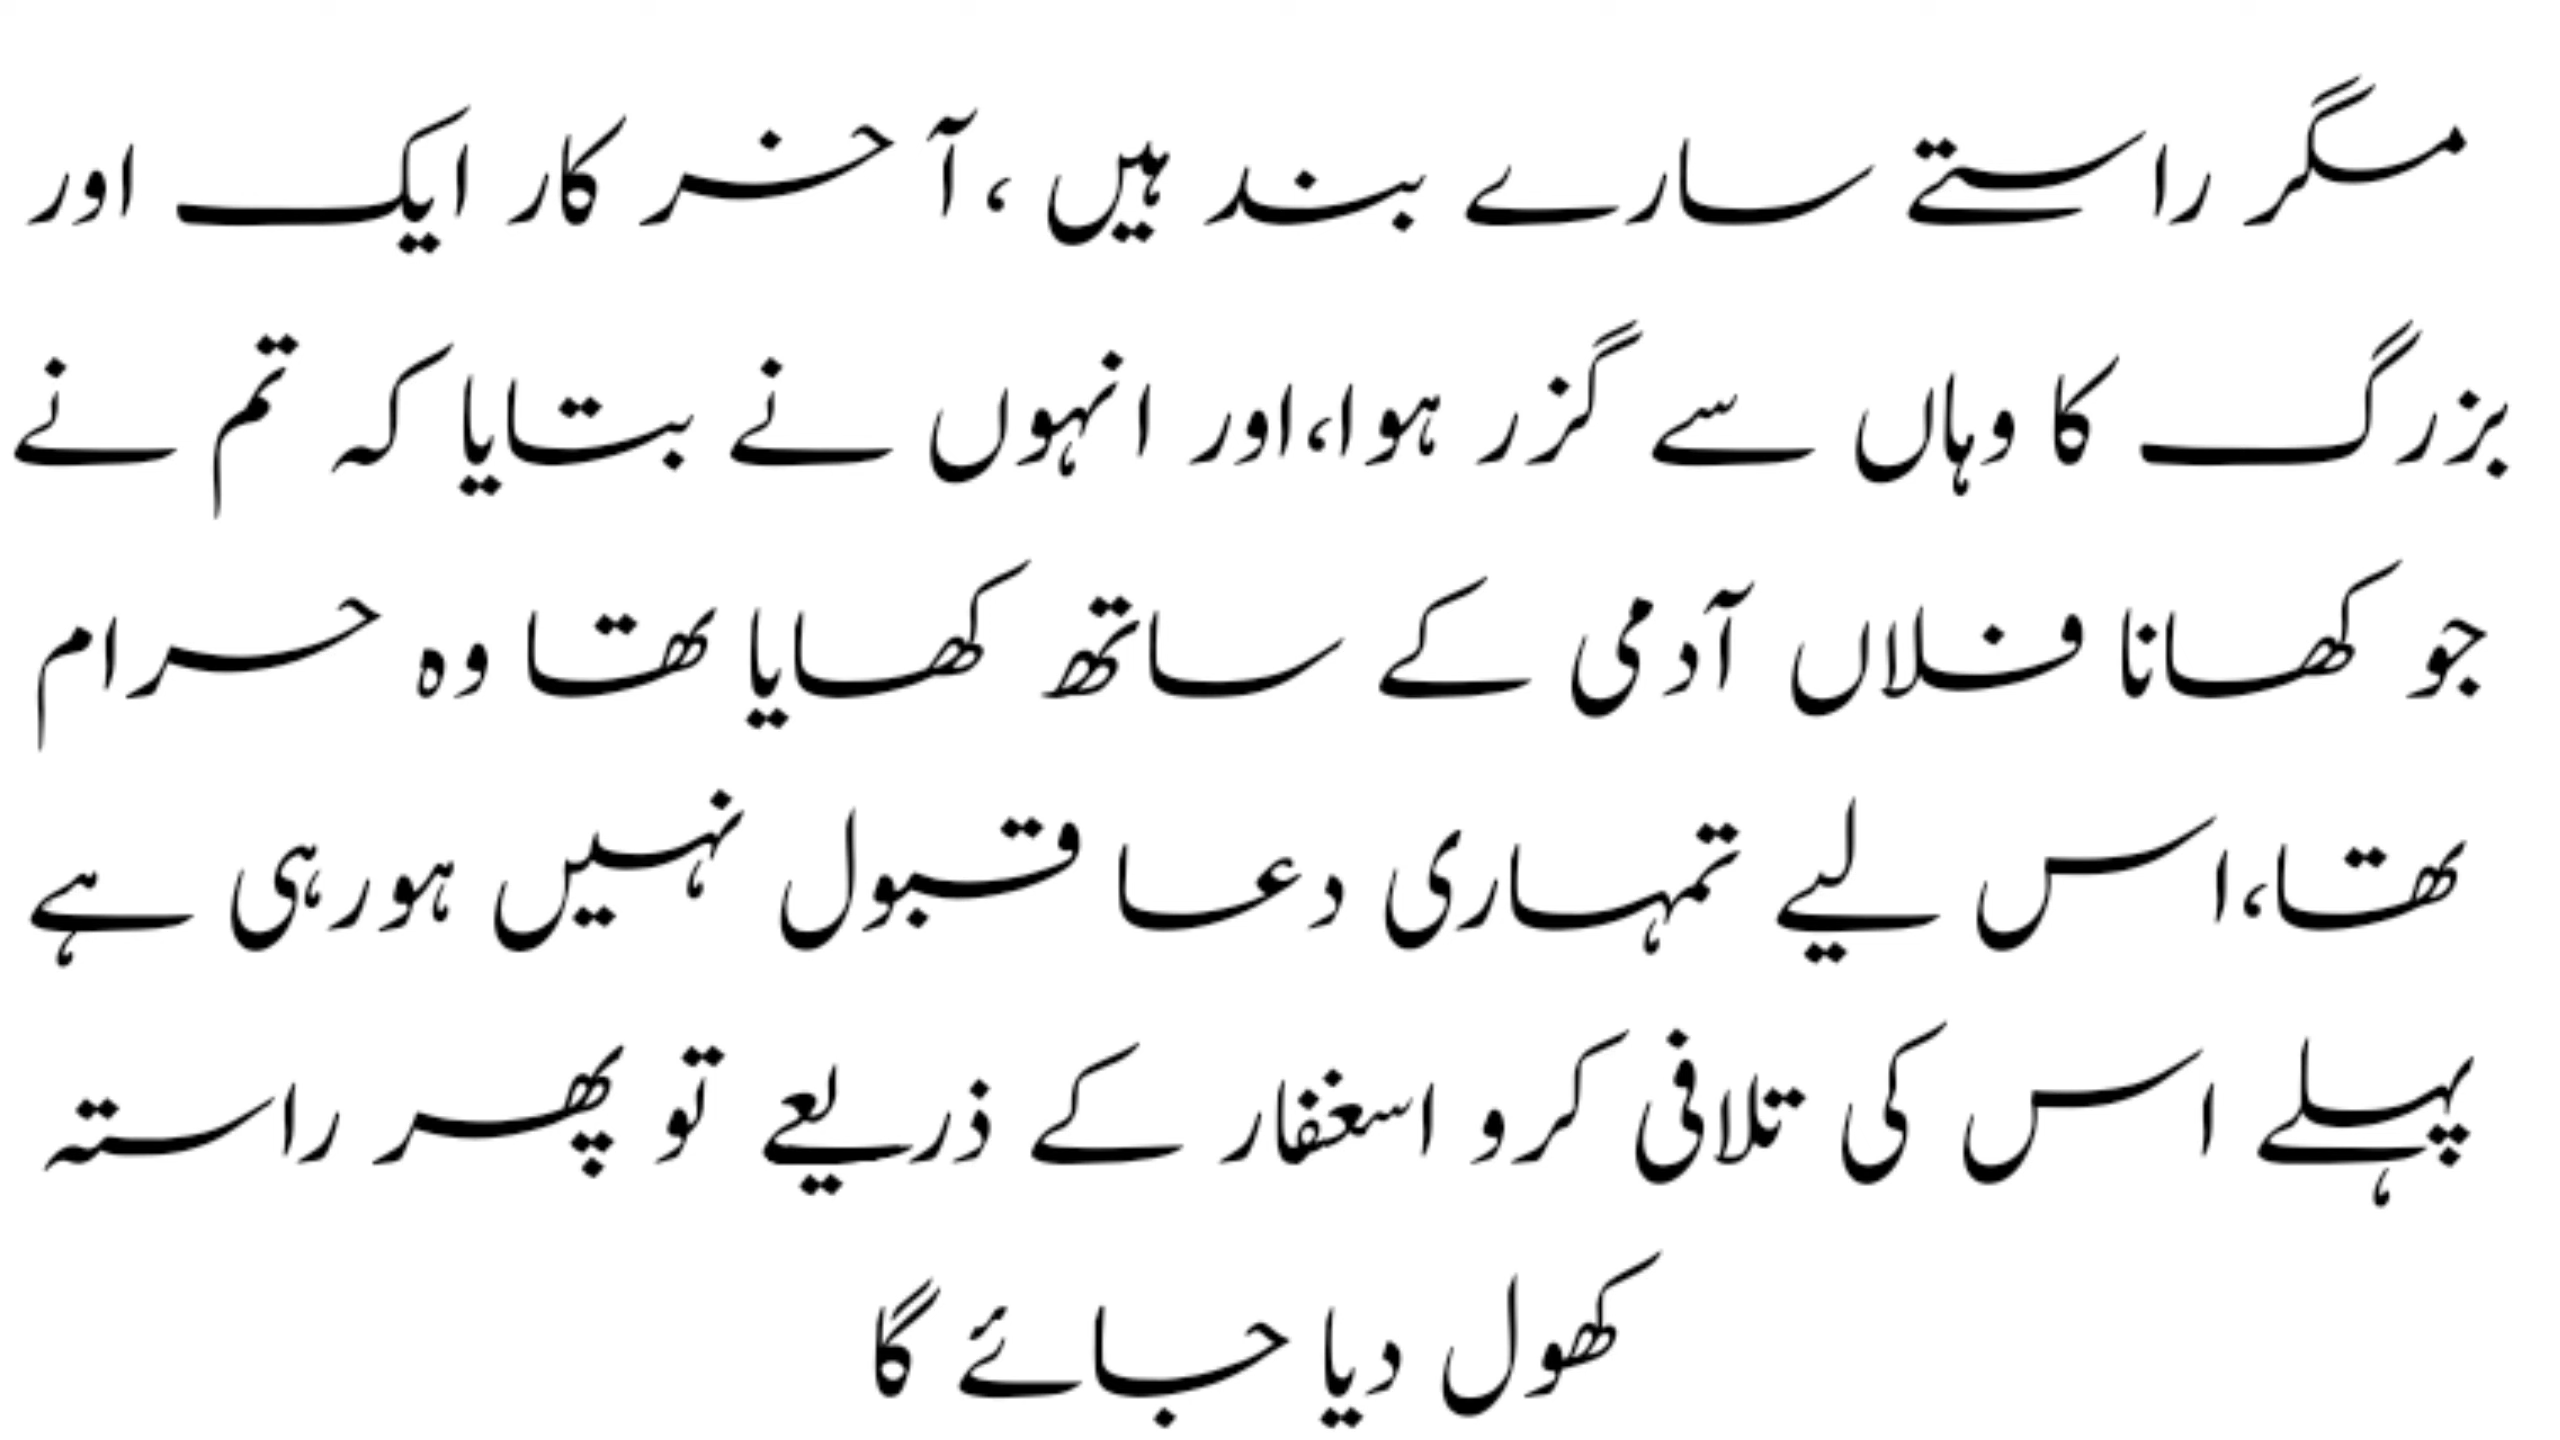 مگر راستے سارے بند ہیں ، آخر کار ایک اور
بزرگ کا وہاں سے گزر ہوا،اور انہوں نے بتایا کہ تم نے
جو کھانا فلاں آدمی کے ساتھ کھایا تھا وہ حرام
تھا،اس لیے تمہاری دعا قبول نہیں ہورہی ہے
پہلے اس کی تلافی کرو اسغفار کے ذریعے تو پھر راستہ
کھول دیا جائے گا